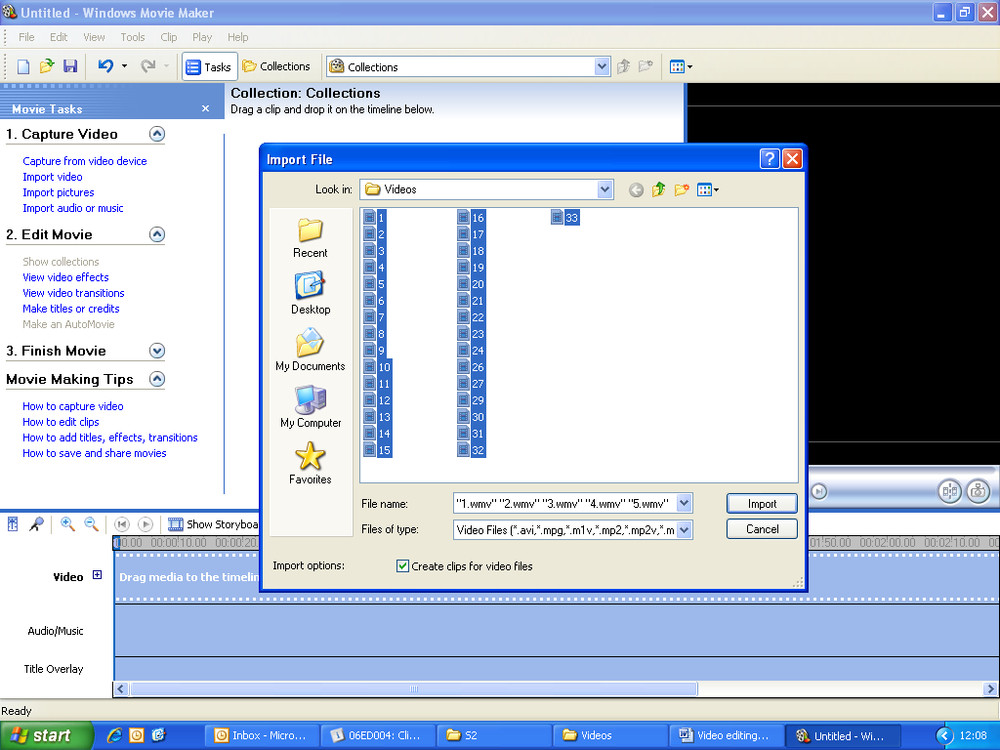 Untitled - Windows Movie Maker
File Edit View Tools Clip Play Help
Tasks Collections Collections
Movie Tasks
Collection: Collections
Drag a clip and drop it on the timeline below.
1. Capture Video
Capture from video device
Import video
Import pictures
Import audio or music
2. Edit Movie
Show collections
View video effects
View video transitions
Make titles or credits
Make an AutoMovie
3. Finish Movie
Movie Making Tips
How to capture video
How to edit clips
How to add titles, effects, transitions
How to save and share movies
Import File
Look in: Videos
Recent
Desktop
My Documents
My Computer
Favorites
1
2
3
4
5
6
7
8
9
10
11
12
13
14
15
16
17
18
19
20
21
22
23
24
26
27
29
30
31
32
33
File name: "1.wmv" "2.wmv" "3.wmv" "4.wmv" "5.wmv" Import
Files of type: Video Files (*.avi,*.mpg,*.m1v,*.mp2,*.mp2v,*.m Cancel
Import options: Create clips for video files
Show Storyboa
00.00 00:00:10.00 00:00:20 01:50.00 00:02:00.00 00:02:10.00 00:
Video Drag media to the timelin
Audio/Music
Title Overlay
Ready
start Inbox - Micro... 06ED004: Cli... S2 Videos Video editing... Untitled - Wi... 12:08